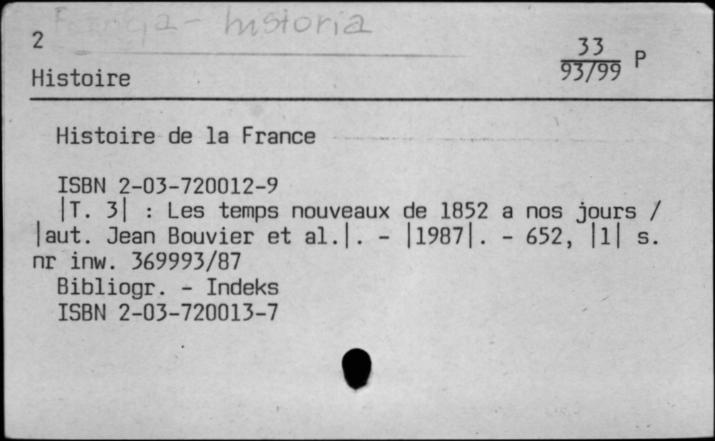 Francja - historia
2
33
93/99 P
Histoire
Histoire de la France
ISBN 2-03-720012-9
|T. 3| : Les temps nouveaux de 1852 a nos jours /
|aut. Jean Bouvier et al.|. - |1987|. - 652, |1| s.
nr inw. 369993/87
Bibliogr. - Indeks
ISBN 2-03-720013-7